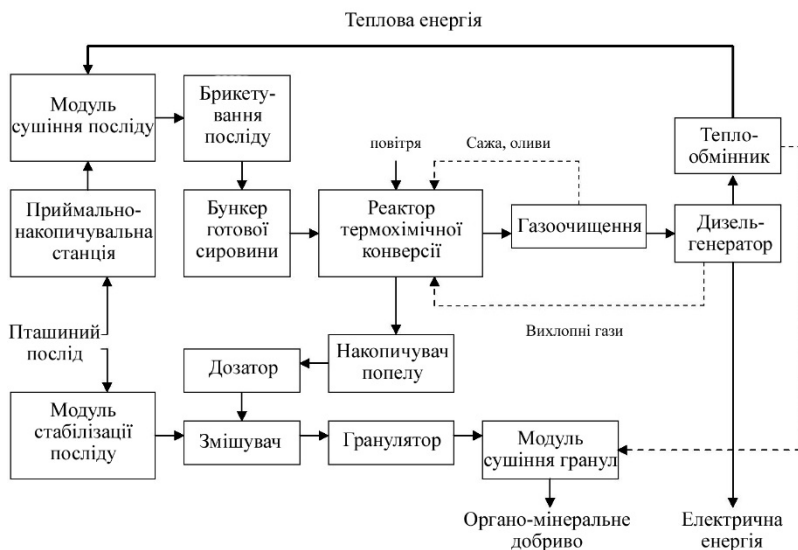 Теплова енергія
Модуль
сушіння посліду
Брикету-
вання
посліду
Тепло-
обмінник
повітря
Сажа, оливи
Приймально-
накопичувальна
станція
Бункер
готової
сировини
Реактор
термохімічної
конверсії
Газоочищення
Дизель-
генератор
Вихлопні гази
Пташиний
послід
Дозатор
Накопичувач
попелу
Модуль
стабілізації
посліду
Змішувач
Гранулятор
Модуль
сушіння гранул
Органо-мінеральне
добриво
Електрична
енергія